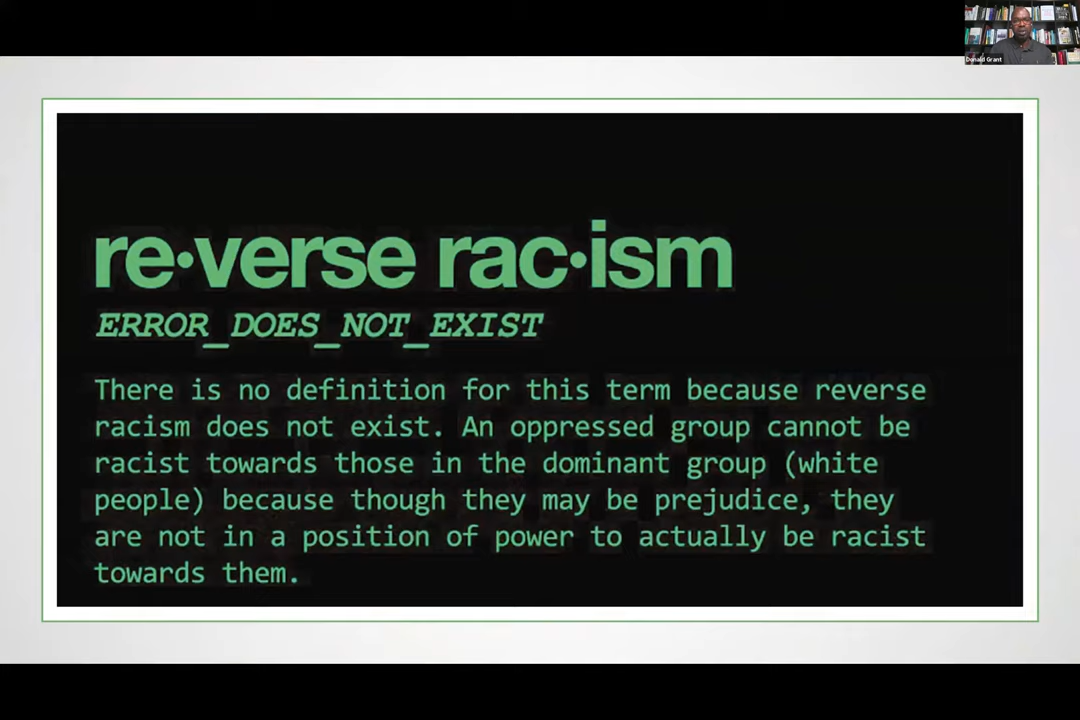 Donald Grant
re•verse rac•ism
ERROR_DOES_NOT_EXIST
There is no definition for this term because reverse
racism does not exist. An oppressed group cannot be
racist towards those in the dominant group (white
people) because though they may be prejudice, they
are not in a position of power to actually be racist
towards them.